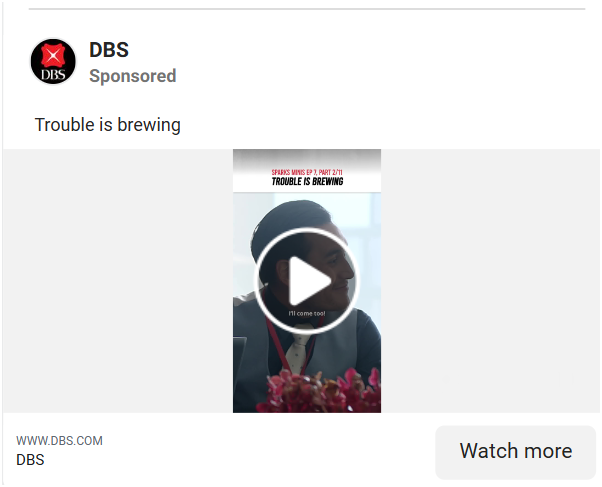 DBS
DBS
Sponsored
Trouble is brewing
SPARKS MINIS EP 7, PART 2/11
TROUBLE IS BREWING
I'll come too!
WWW.DBS.COM
DBS
Watch more